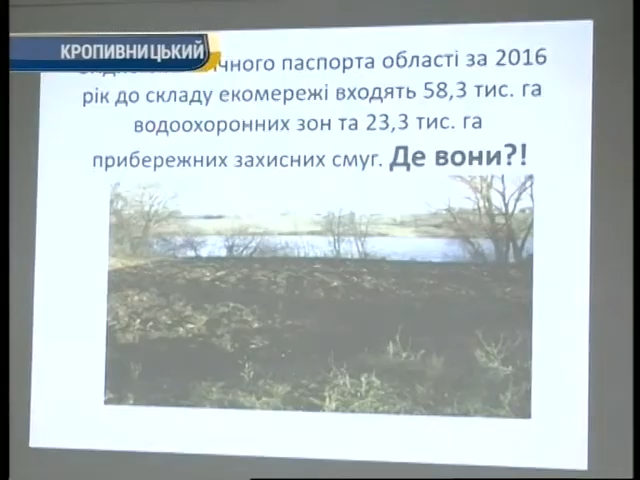 КРОПИВНИЦЬКИЙ
паспорта області за 2016
рік до складу екомережі входять 58,3 тис. га
водоохоронних зон та 23,3 тис. га
прибережних захисних смуг. Де вони?!